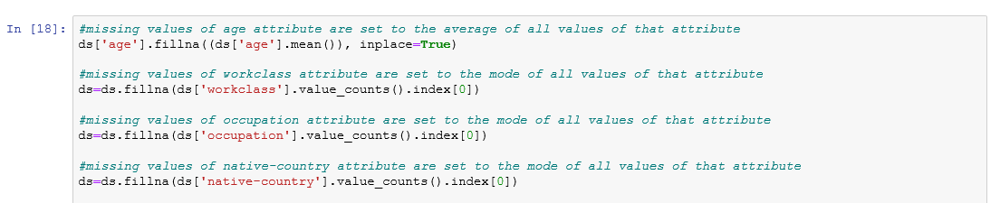 In [18]: #missing values of age attribute are set to the average of all values of that attribute
ds['age'].fillna((ds['age'].mean()), inplace=True)
#missing values of workclass attribute are set to the mode of all values of that attribute
ds=ds.fillna(ds['workclass'].value_counts().index[0])
#missing values of occupation attribute are set to the mode of all values of that attribute
ds=ds.fillna(ds['occupation'].value_counts().index[0])
#missing values of native-country attribute are set to the mode of all values of that attribute
ds=ds.fillna(ds['native-country'].value_counts().index[0])